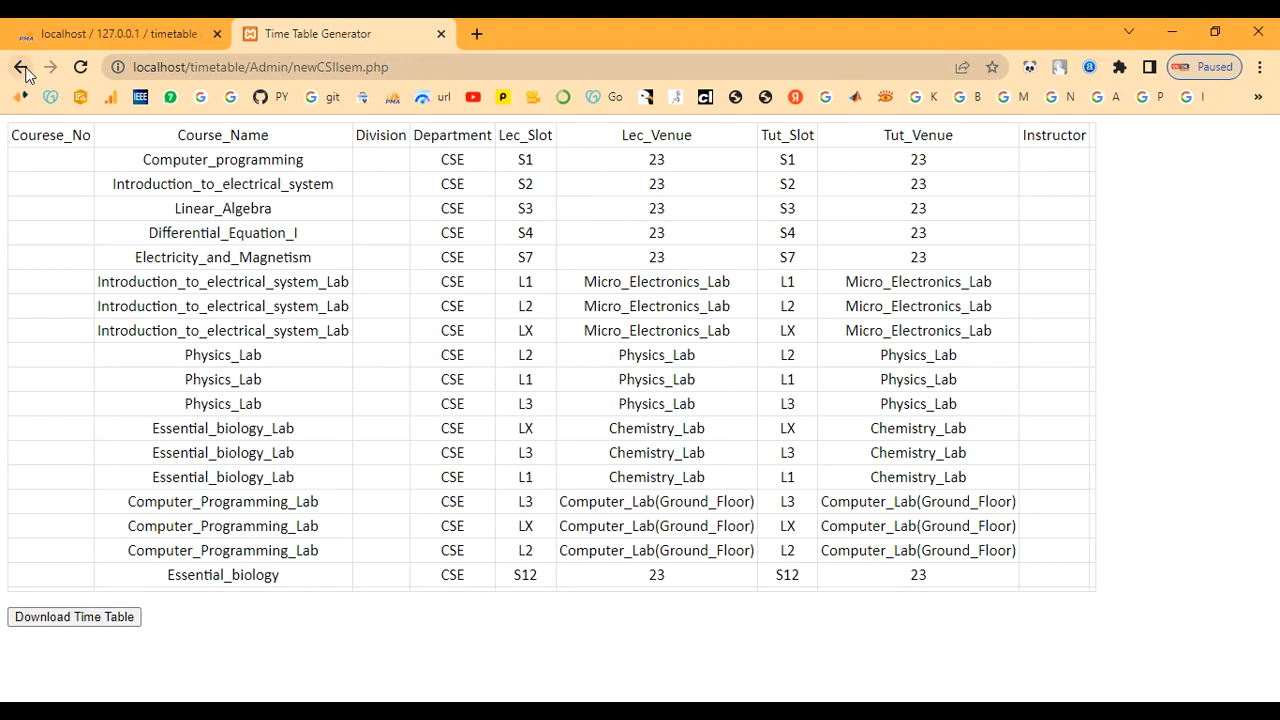 localhost / 127.0.0.1 / timetable
Time Table Generator
localhost/timetable/Admin/newCSIIsem.php
Paused
IEEE
PY
git
PMA
url
Go
K
B
M
N
A
P
I
Courese_No Course_Name Division Department Lec_Slot Lec_Venue Tut_Slot Tut_Venue Instructor
Computer_programming CSE S1 23 S1 23
Introduction_to_electrical_system CSE S2 23 S2 23
Linear_Algebra CSE S3 23 S3 23
Differential_Equation_I CSE S4 23 S4 23
Electricity_and_Magnetism CSE S7 23 S7 23
Introduction_to_electrical_system_Lab CSE L1 Micro_Electronics_Lab L1 Micro_Electronics_Lab
Introduction_to_electrical_system_Lab CSE L2 Micro_Electronics_Lab L2 Micro_Electronics_Lab
Introduction_to_electrical_system_Lab CSE LX Micro_Electronics_Lab LX Micro_Electronics_Lab
Physics_Lab CSE L2 Physics_Lab L2 Physics_Lab
Physics_Lab CSE L1 Physics_Lab L1 Physics_Lab
Physics_Lab CSE L3 Physics_Lab L3 Physics_Lab
Essential_biology_Lab CSE LX Chemistry_Lab LX Chemistry_Lab
Essential_biology_Lab CSE L3 Chemistry_Lab L3 Chemistry_Lab
Essential_biology_Lab CSE L1 Chemistry_Lab L1 Chemistry_Lab
Computer_Programming_Lab CSE L3 Computer_Lab(Ground_Floor) L3 Computer_Lab(Ground_Floor)
Computer_Programming_Lab CSE LX Computer_Lab(Ground_Floor) LX Computer_Lab(Ground_Floor)
Computer_Programming_Lab CSE L2 Computer_Lab(Ground_Floor) L2 Computer_Lab(Ground_Floor)
Essential_biology CSE S12 23 S12 23
Download Time Table